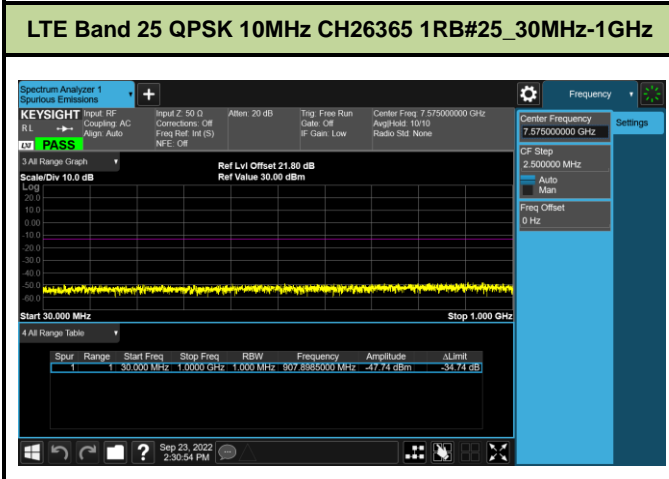 LTE Band 25 QPSK 10MHz CH26365 1RB#25_30MHz-1GHz
Spectrum Analyzer 1
Spurious Emissions
+
Frequency
KEYSIGHT
RL
LXI
PASS
Input: RF
Coupling: AC
Align: Auto
Input Z: 50 Ω
Corrections: Off
Freq Ref: Int (S)
NFE: Off
Atten: 20 dB
Trig: Free Run
Gate: Off
IF Gain: Low
Center Freq: 7.575000000 GHz
Avg|Hold: 10/10
Radio Std: None
Center Frequency
7.575000000 GHz
Settings
CF Step
2.500000 MHz
Auto
Man
Freq Offset
0 Hz
3 All Range Graph
Scale/Div 10.0 dB
Ref Lvl Offset 21.80 dB
Ref Value 30.00 dBm
Log
20.0
10.0
0.00
-10.0
-20.0
-30.0
-40.0
-50.0
-60.0
Start 30.000 MHz
Stop 1.000 GHz
4 All Range Table
Spur Range Start Freq Stop Freq RBW Frequency Amplitude ΔLimit
1 1 30.000 MHz 1.0000 GHz 1.000 MHz 907.8985000 MHz -47.74 dBm -34.74 dB
?
Sep 23, 2022
2:30:54 PM